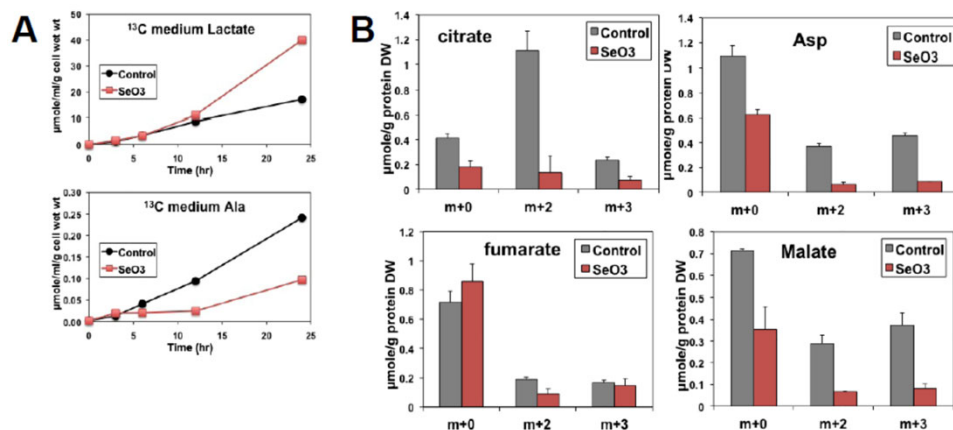 A
¹³C medium Lactate
µmole/ml/g cell wet wt
50
40
30
20
10
0
Control
SeO3
0 5 10 15 20 25
Time (hr)
¹³C medium Ala
µmole/ml/g cell wet wt
0.30
0.25
0.20
0.15
0.10
0.05
0.00
Control
SeO3
0 5 10 15 20 25
Time (hr)
B
citrate
µmole/g protein DW
1.4
1.2
1
0.8
0.6
0.4
0.2
0
Control
SeO3
m+0 m+2 m+3
Asp
µmole/g protein DW
1.4
1.2
1
0.8
0.6
0.4
0.2
0
Control
SeO3
m+0 m+2 m+3
fumarate
µmole/g protein DW
1.2
1
0.8
0.6
0.4
0.2
0
Control
SeO3
m+0 m+2 m+3
Malate
µmole/g protein DW
0.8
0.7
0.6
0.5
0.4
0.3
0.2
0.1
0
Control
SeO3
m+0 m+2 m+3